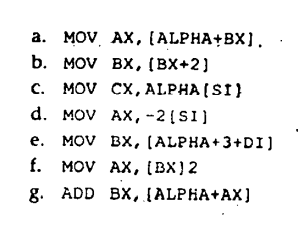 a. MOV AX,[ALPHA+BX].
b. MOV BX,[BX+2]
c. MOV CX,ALPHA[SI]
d. MOV AX,-2[SI]
e. MOV BX,[ALPHA+3+DI]
f. MOV AX,[BX]2
g. ADD BX,[ALPHA+AX]